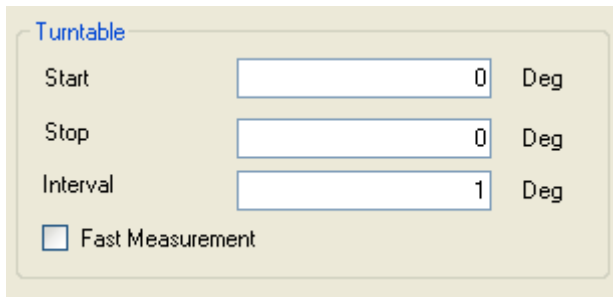 Turntable
Start 0 Deg
Stop 0 Deg
Interval 1 Deg
Fast Measurement